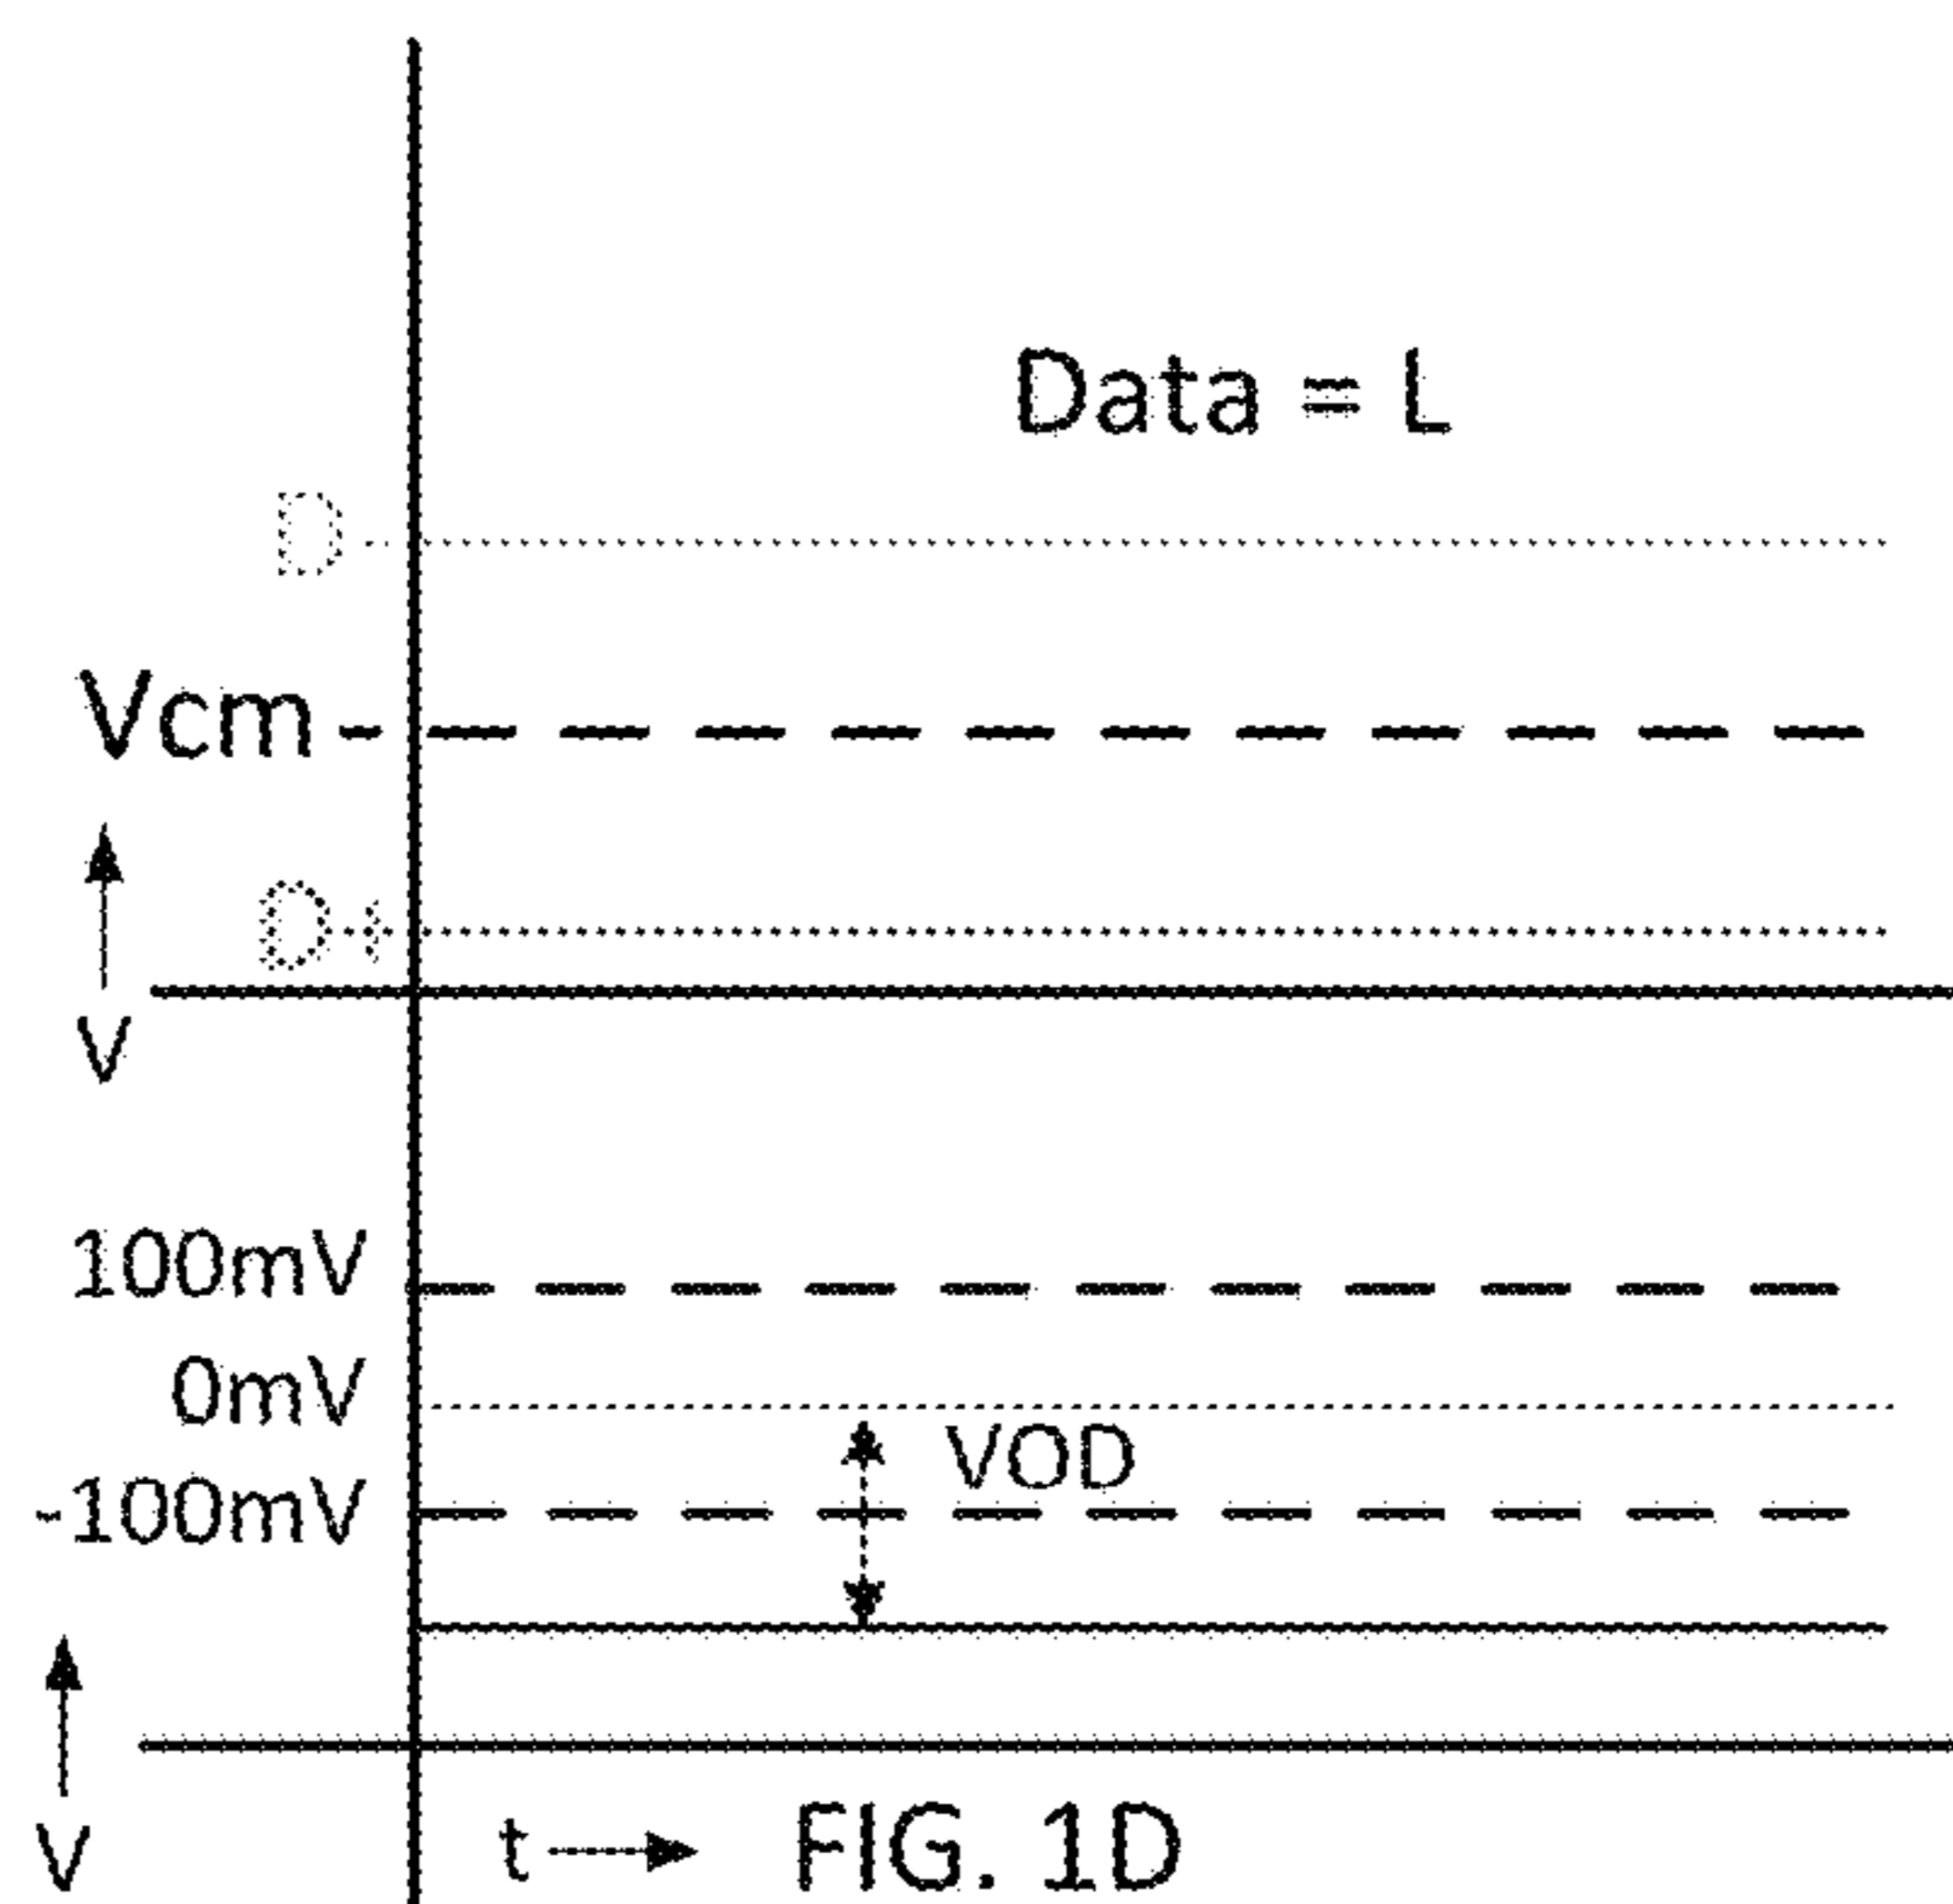 Data = L
D-
Vcm
D+
V
100mV
0mV
VOD
-100mV
V
t
FIG. 1D